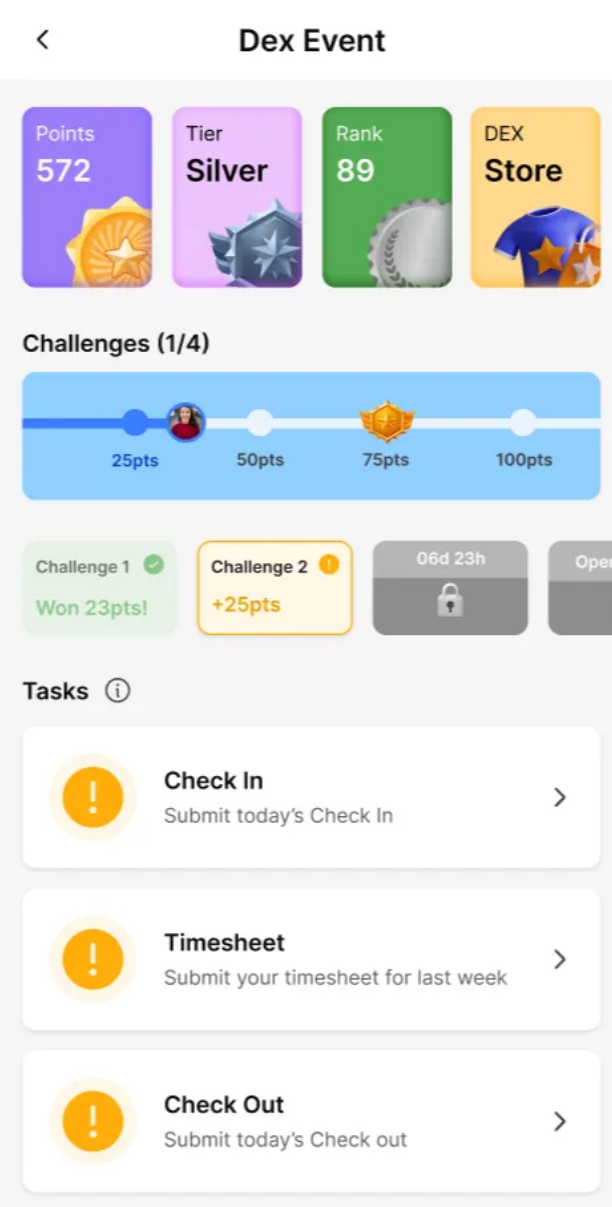 Dex Event
Points
572
Tier
Silver
Rank
89
DEX
Store
Challenges (1/4)
25pts
50pts
75pts
100pts
Challenge 1
Won 23pts!
Challenge 2
+25pts
06d 23h
Tasks
Check In
Submit today's Check In
Timesheet
Submit your timesheet for last week
Check Out
Submit today's Check out